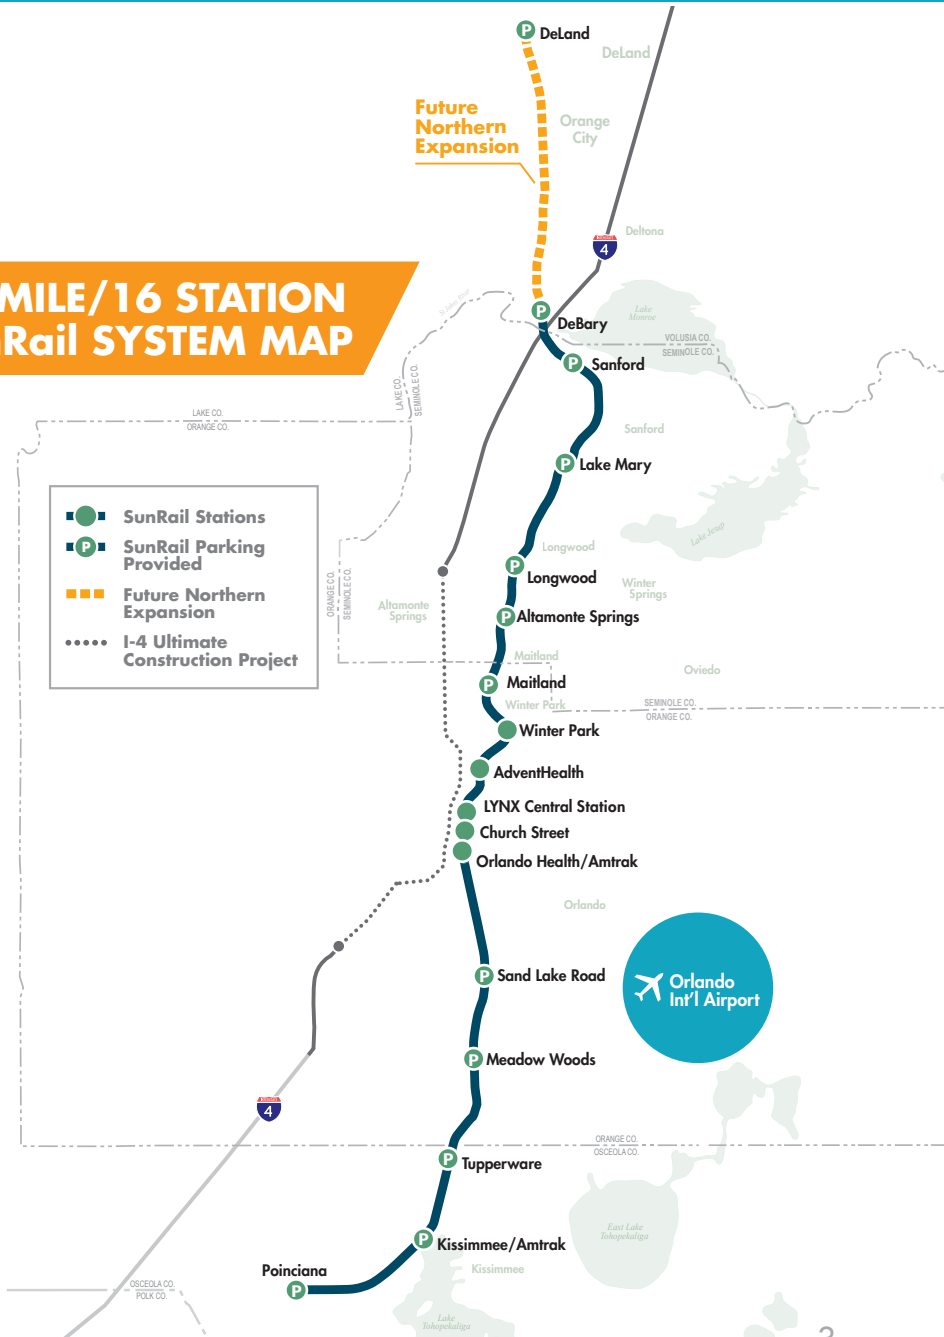 P DeLand
DeLand
Future
Northern
Expansion
Orange
City
Deltona
4
MILE/16 STATION
Rail SYSTEM MAP
St Johns River
P
DeBary
Lake
Monroe
VOLUSIA CO.
SEMINOLE CO.
P Sanford
LAKE CO.
SEMINOLE CO.
LAKE CO.
ORANGE CO.
Sanford
P Lake Mary
SunRail Stations
P SunRail Parking
Provided
Future Northern
Expansion
I-4 Ultimate
Construction Project
Lake Jesup
Longwood
P
Longwood
ORANGE CO.
SEMINOLE CO.
Winter
Springs
Altamonte
Springs
P Altamonte Springs
Maitland
Oviedo
P Maitland
Winter Park
SEMINOLE CO.
ORANGE CO.
Winter Park
AdventHealth
LYNX Central Station
Church Street
Orlando Health/Amtrak
Orlando
P Sand Lake Road
Orlando
Int'l Airport
P Meadow Woods
4
ORANGE CO.
OSCEOLA CO.
P Tupperware
East Lake
Tohopekaliga
P Kissimmee/Amtrak
Kissimmee
Poinciana
P
OSCEOLA CO.
POLK CO.
Lake
Tohopekaliga